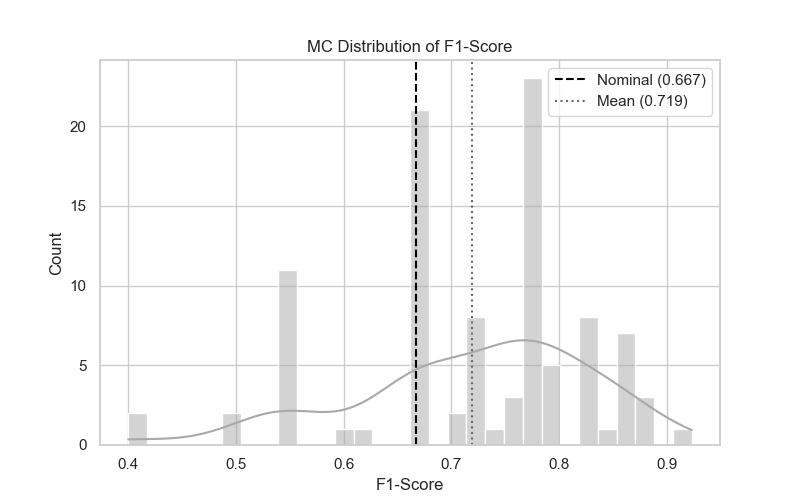 MC Distribution of F1-Score
Nominal (0.667)
Mean (0.719)
Count
20
15
10
5
0
0.4 0.5 0.6 0.7 0.8 0.9
F1-Score